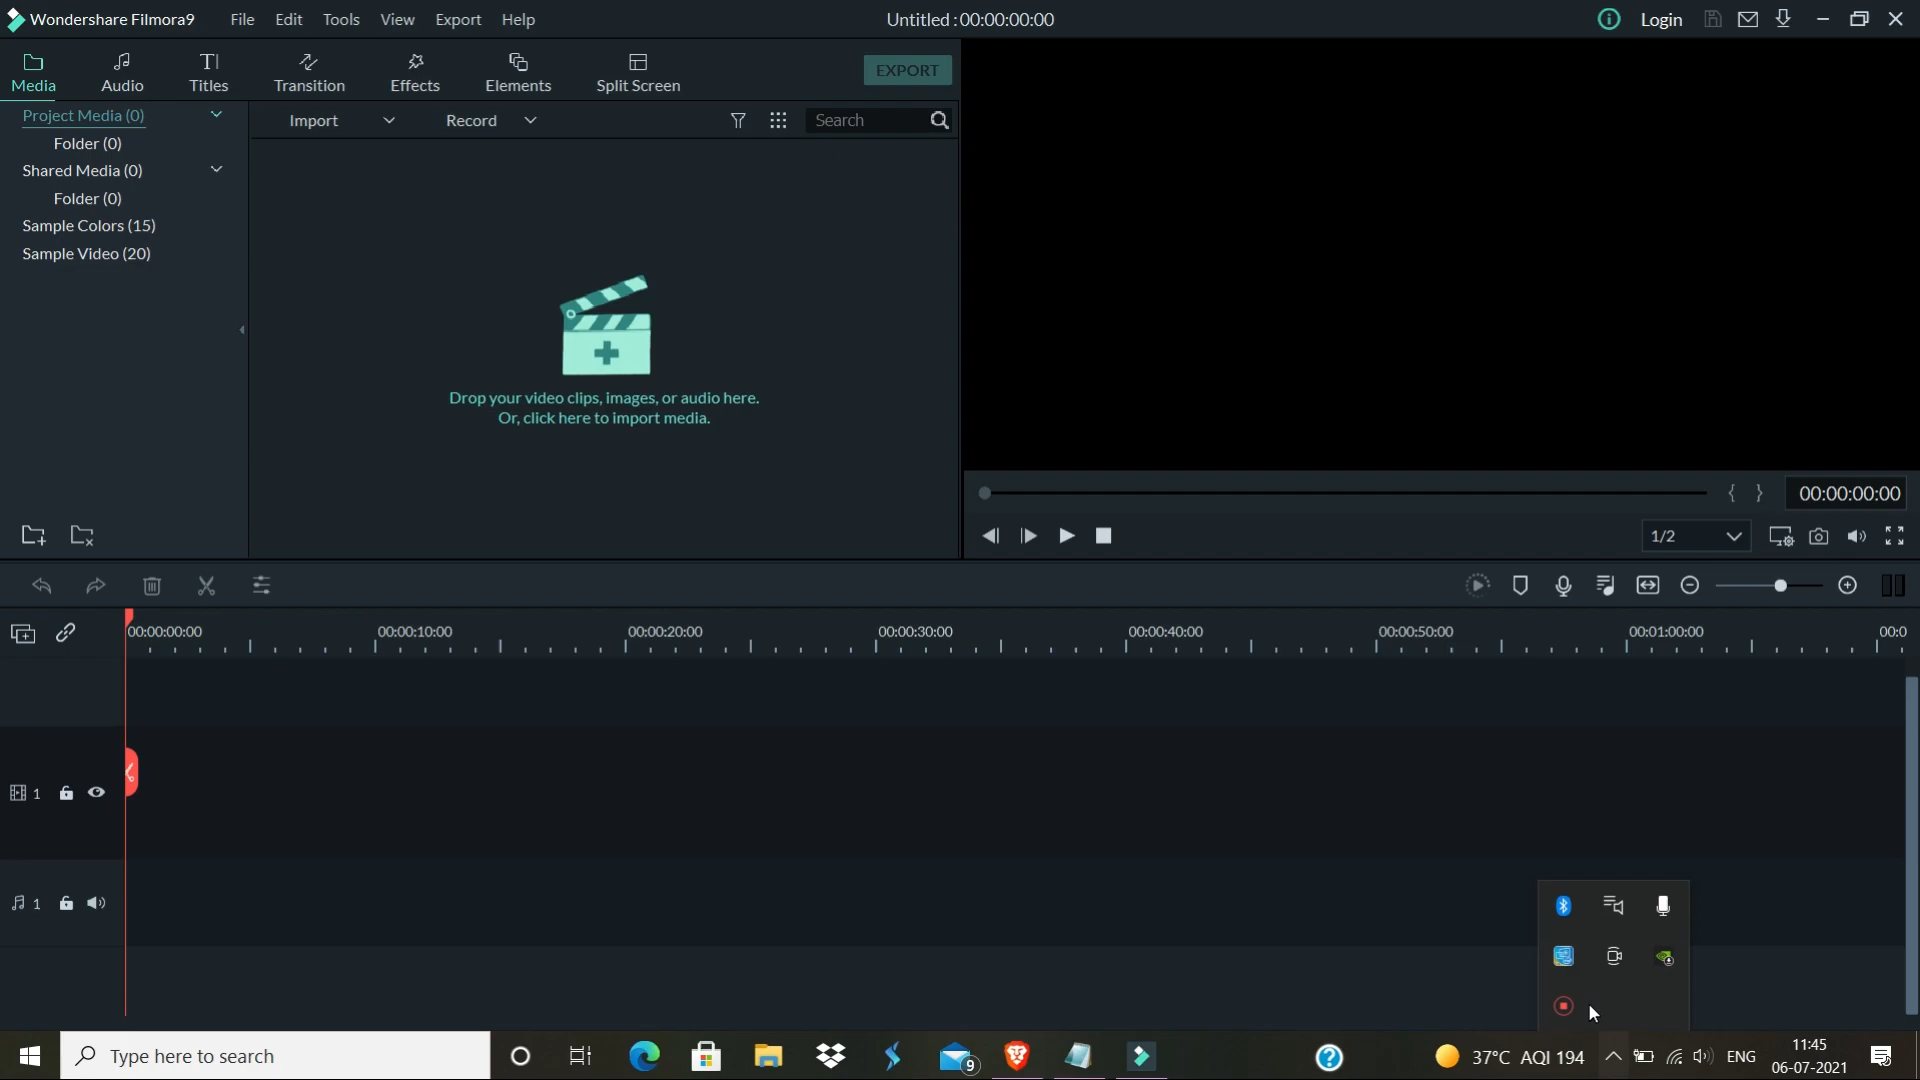 Wondershare Filmora9 File Edit Tools View Export Help Untitled : 00:00:00:00 Login
Media Audio Titles Transition Effects Elements Split Screen EXPORT
Project Media (0)
Folder (0)
Shared Media (0)
Folder (0)
Sample Colors (15)
Sample Video (20)
Import Record Search
Drop your video clips, images, or audio here.
Or, click here to import media.
{ } 00:00:00:00
1/2
00:00:00:00 00:00:10:00 00:00:20:00 00:00:30:00 00:00:40:00 00:00:50:00 00:01:00:00 00:0
1
1
Type here to search
9
37°C AQI 194
ENG
11:45
06-07-2021